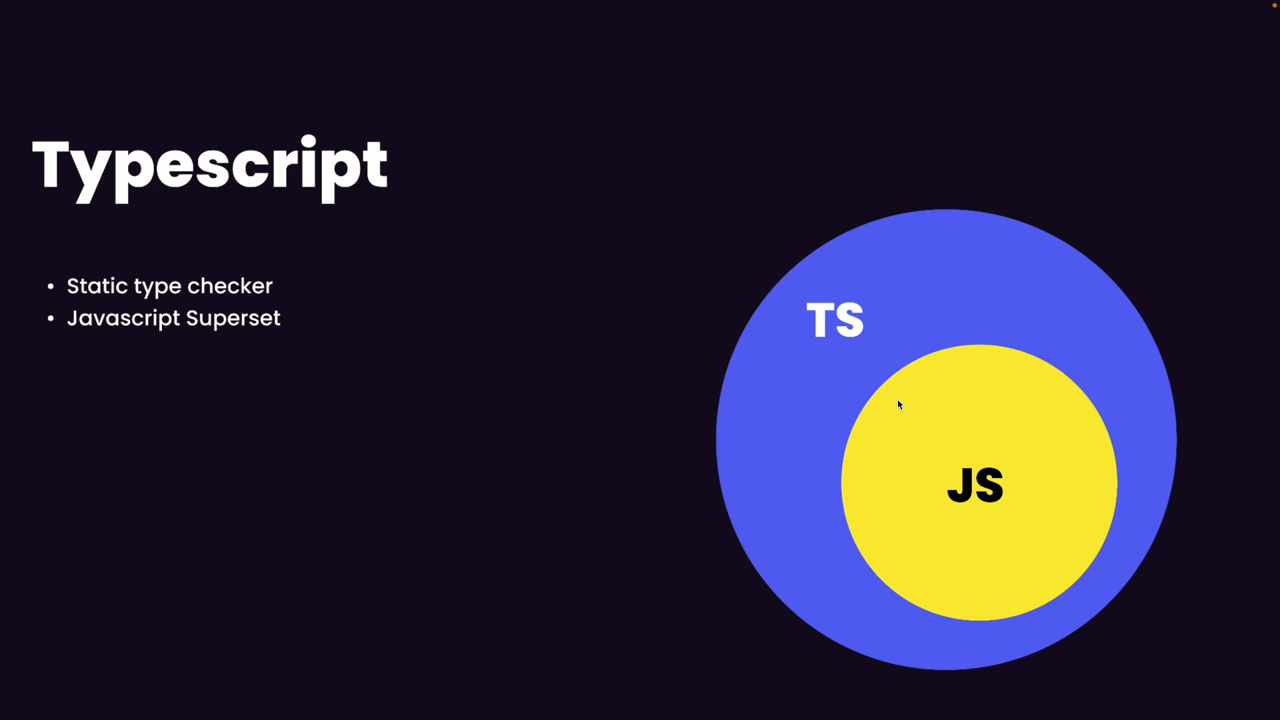 Typescript
• Static type checker
• Javascript Superset
TS
JS